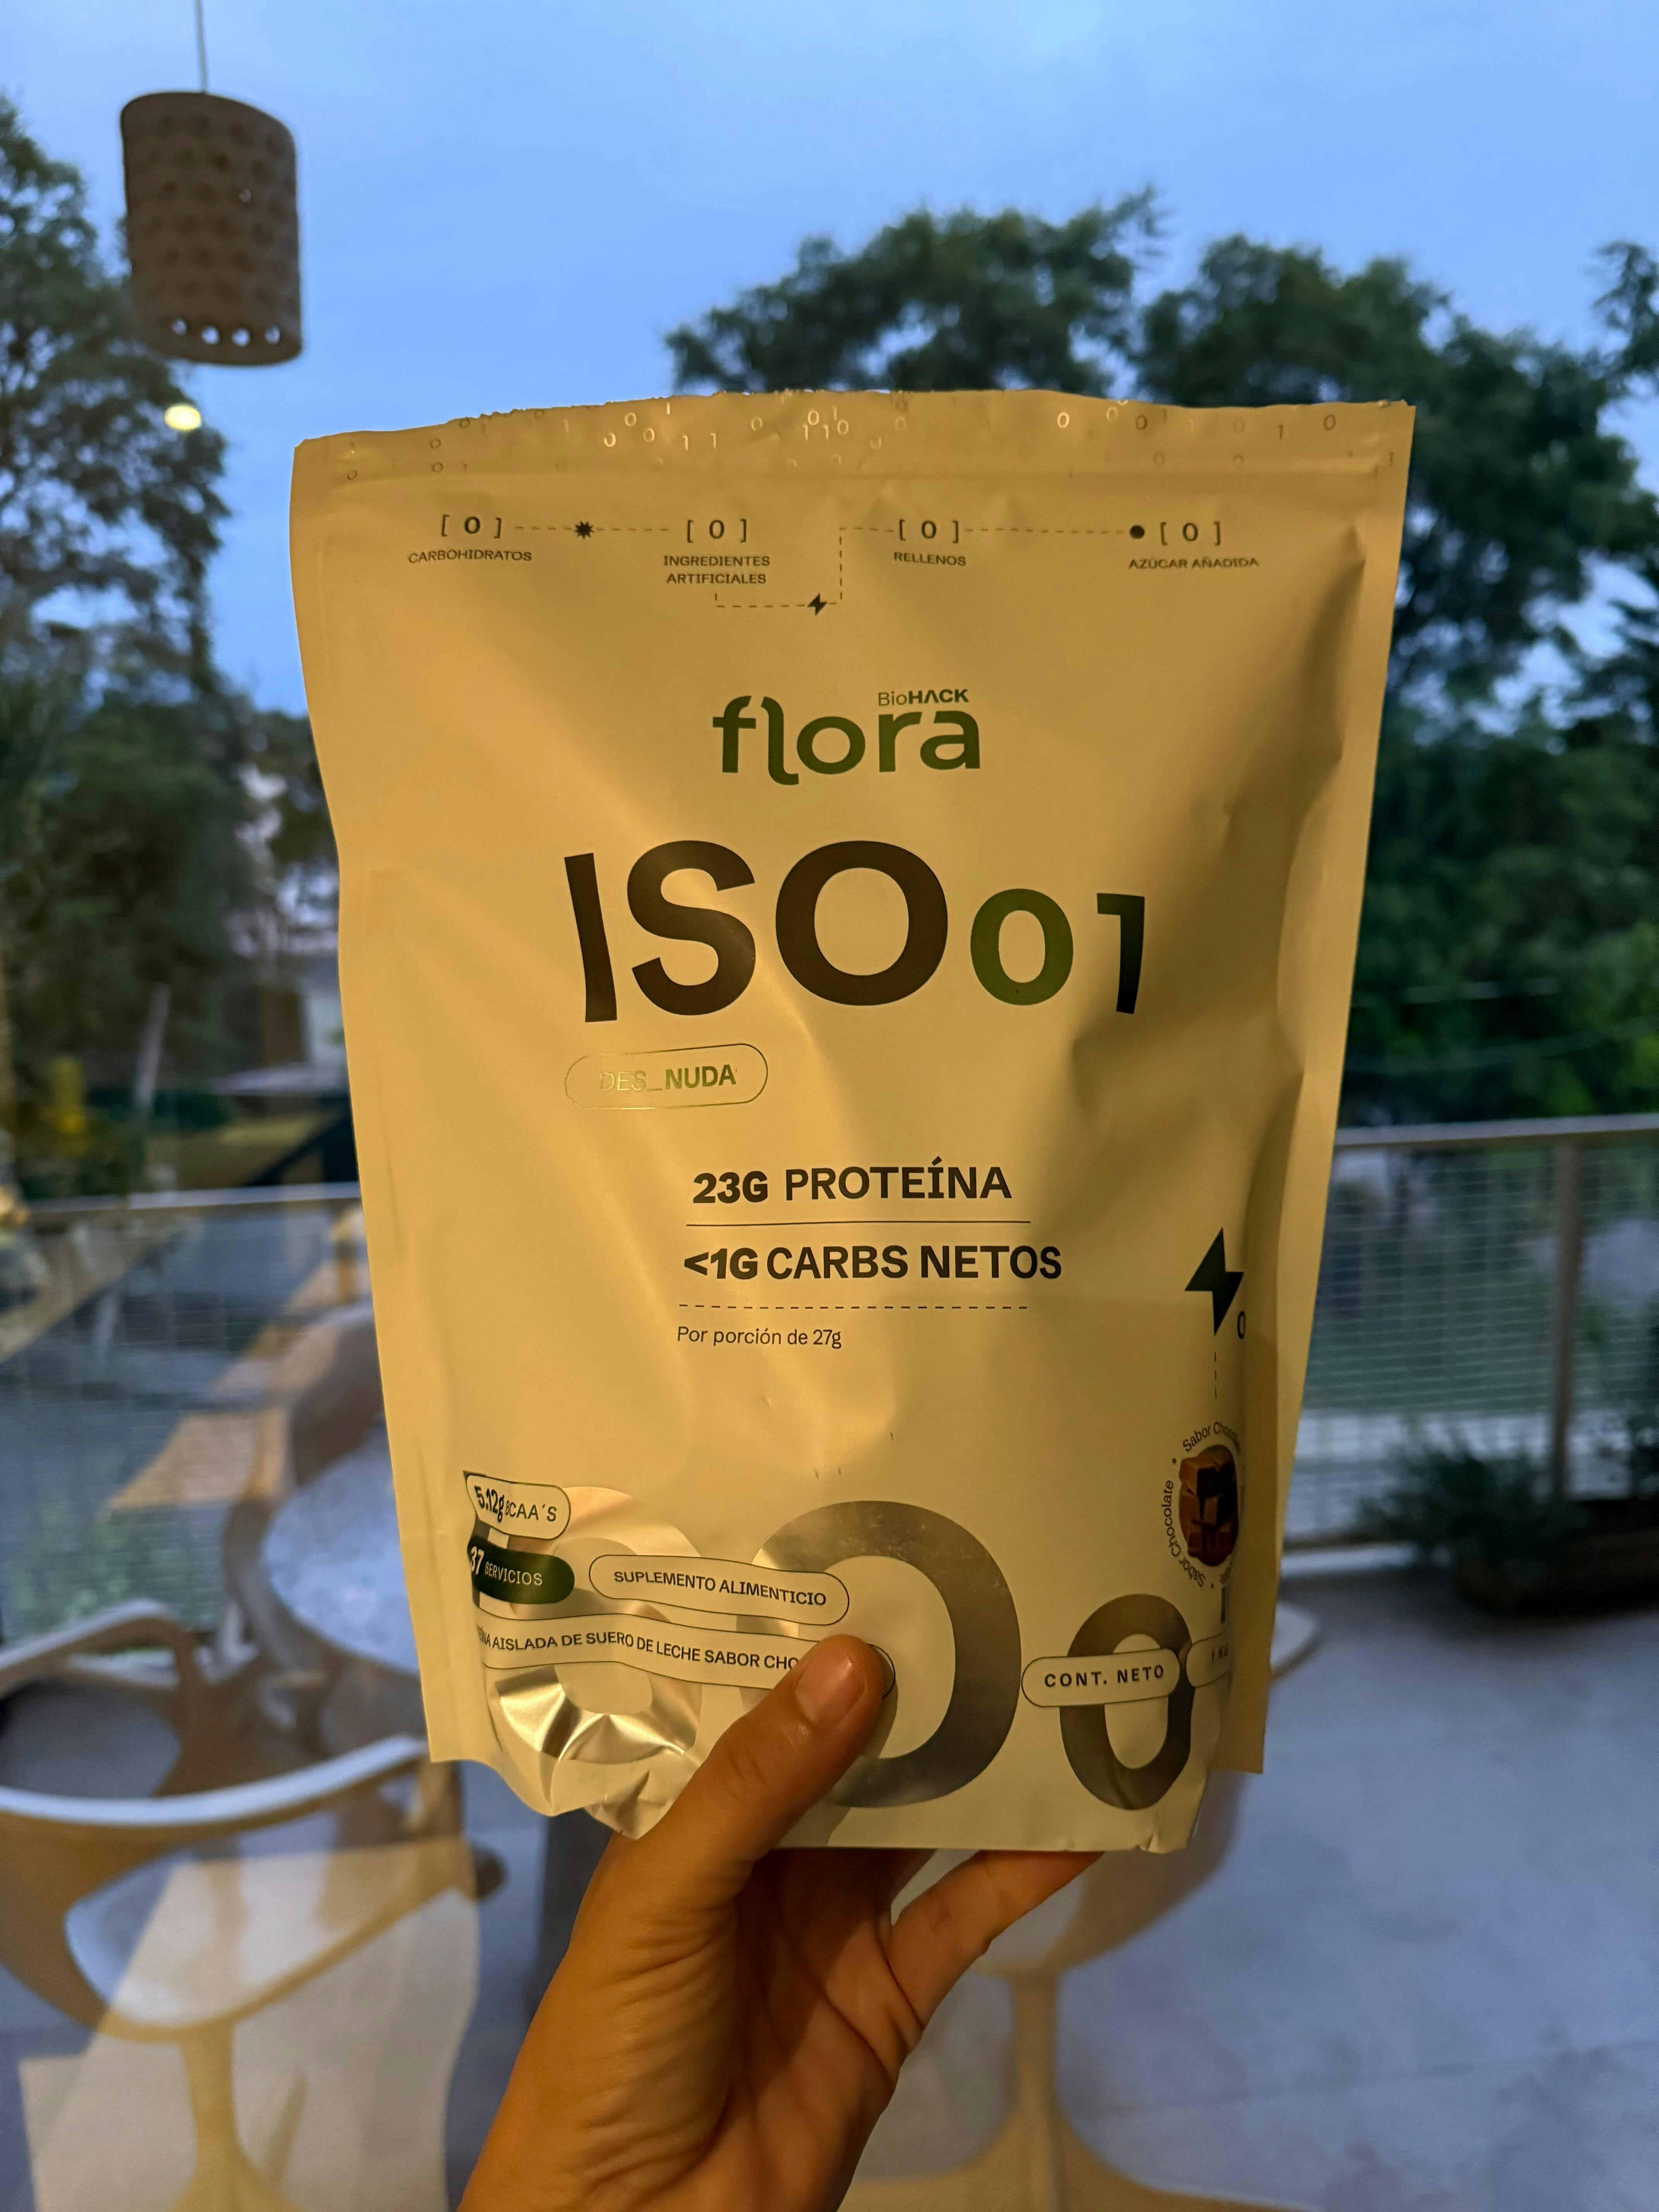 [ 0 ] [ 0 ] [ 0 ] [ 0 ]
CARBOHIDRATOS
INGREDIENTES
ARTIFICIALES
RELLENOS
AZÚCAR AÑADIDA
BioHACK
flora
ISO01
DES_NUDA
23G PROTEÍNA
<1G CARBS NETOS
Por porción de 27g
0
Sabor Chocolate
5.12g BCAA´S
37 SERVICIOS
SUPLEMENTO ALIMENTICIO
AISLADA DE SUERO DE LECHE SABOR CHO
CONT. NETO